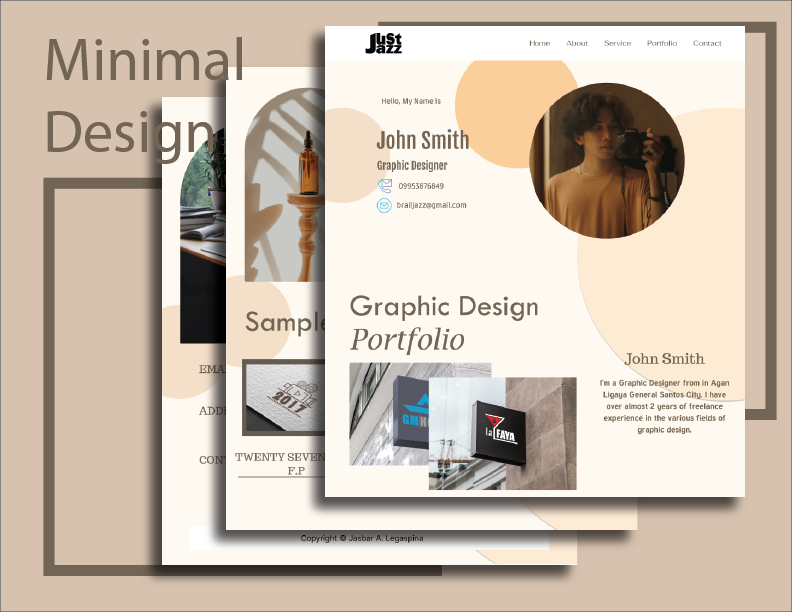 Minimal
Design
Just
Jazz
Home About Service Portfolio Contact
Hello, My Name Is
John Smith
Graphic Designer
09953876849
brailjazz@gmail.com
Graphic Design
Portfolio
GM
la FAYA
John Smith
I'm a Graphic Designer from in Agan
Ligaya General Santos City. I have
over almost 2 years of freelance
experience in the various fields of
graphic design.
Sample
2017
TWENTY SEVEN
F.P
EMA
ADD
CON
Copyright © Jasbar A. Legaspina